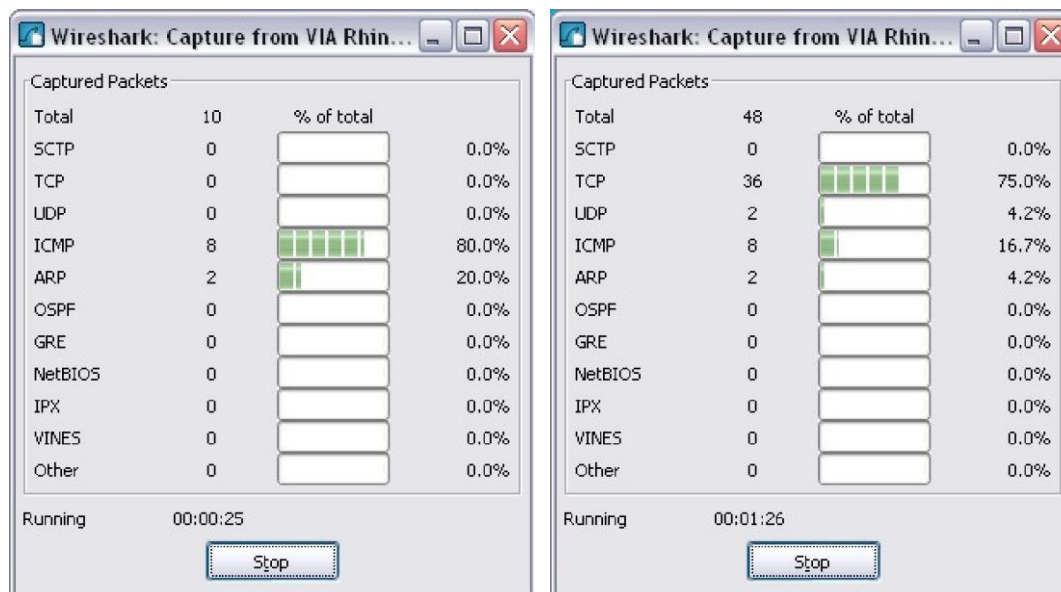 Wireshark: Capture from VIA Rhin...
Captured Packets
Total 10 % of total
SCTP 0 0.0%
TCP 0 0.0%
UDP 0 0.0%
ICMP 8 80.0%
ARP 2 20.0%
OSPF 0 0.0%
GRE 0 0.0%
NetBIOS 0 0.0%
IPX 0 0.0%
VINES 0 0.0%
Other 0 0.0%
Running 00:00:25
Stop
Wireshark: Capture from VIA Rhin...
Captured Packets
Total 48 % of total
SCTP 0 0.0%
TCP 36 75.0%
UDP 2 4.2%
ICMP 8 16.7%
ARP 2 4.2%
OSPF 0 0.0%
GRE 0 0.0%
NetBIOS 0 0.0%
IPX 0 0.0%
VINES 0 0.0%
Other 0 0.0%
Running 00:01:26
Stop